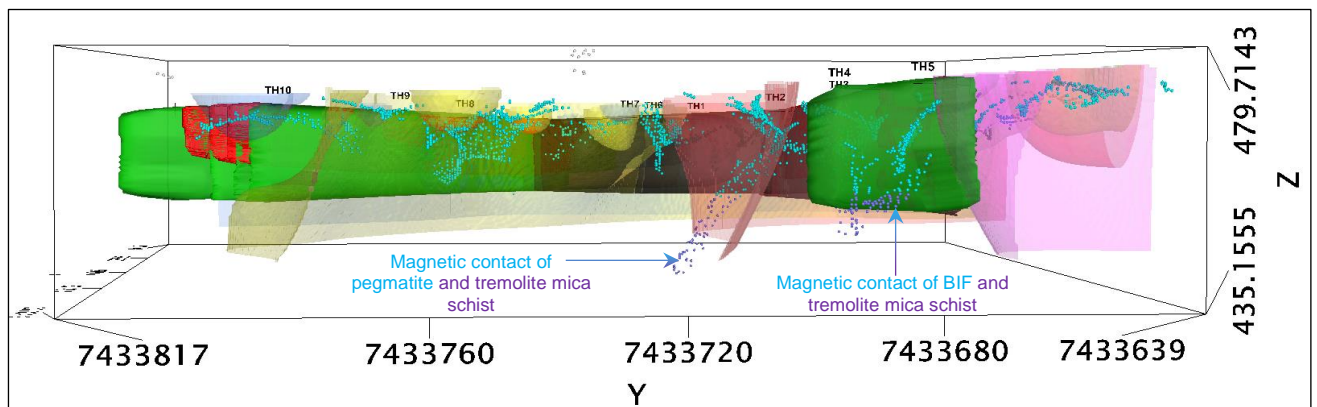 TH10
TH9
TH8
TH7
TH6
TH1
TH2
TH4
TH3
TH5
479.7143
Z
435.1555
Magnetic contact of
pegmatite and tremolite mica
schist
Magnetic contact of BIF and
tremolite mica schist
7433817
7433760
7433720
7433680
7433639
Y